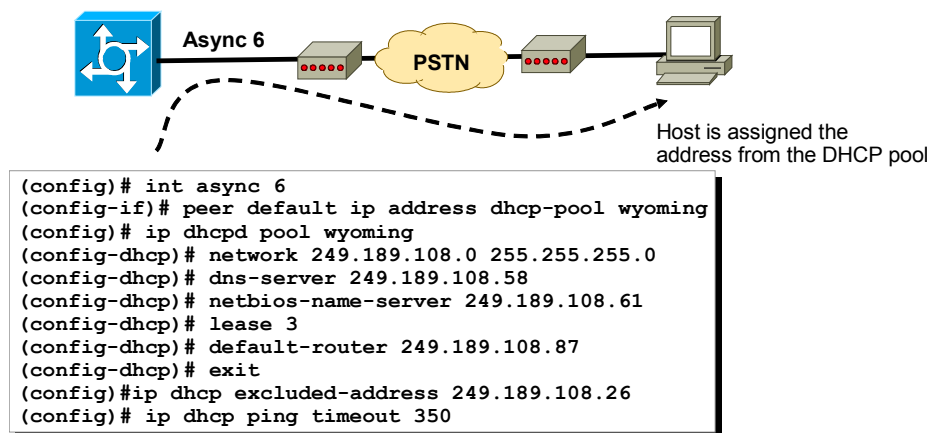 Async 6
PSTN
Host is assigned the
address from the DHCP pool
(config)# int async 6
(config-if)# peer default ip address dhcp-pool wyoming
(config)# ip dhcpd pool wyoming
(config-dhcp)# network 249.189.108.0 255.255.255.0
(config-dhcp)# dns-server 249.189.108.58
(config-dhcp)# netbios-name-server 249.189.108.61
(config-dhcp)# lease 3
(config-dhcp)# default-router 249.189.108.87
(config-dhcp)# exit
(config)#ip dhcp excluded-address 249.189.108.26
(config)# ip dhcp ping timeout 350